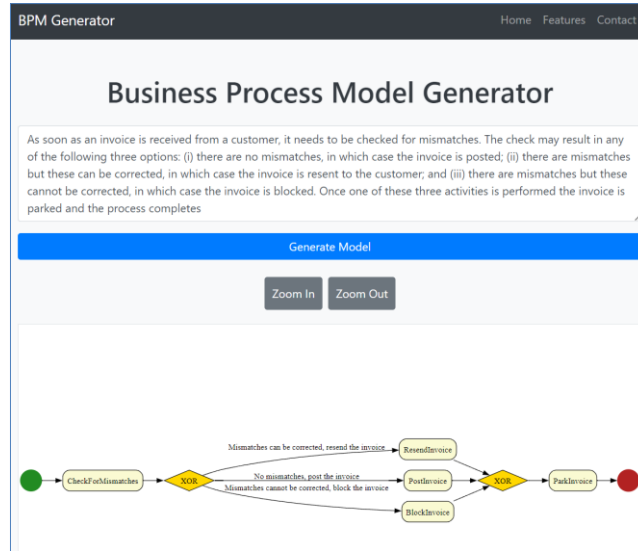 BPM Generator
Home Features Contact
Business Process Model Generator
As soon as an invoice is received from a customer, it needs to be checked for mismatches. The check may result in any
of the following three options: (i) there are no mismatches, in which case the invoice is posted; (ii) there are mismatches
but these can be corrected, in which case the invoice is resent to the customer; and (iii) there are mismatches but these
cannot be corrected, in which case the invoice is blocked. Once one of these three activities is performed the invoice is
parked and the process completes
Generate Model
Zoom In Zoom Out
Mismatches can be corrected, resend the invoice
ResendInvoice
CheckForMismatches
XOR
No mismatches, post the invoice
PostInvoice
XOR
ParkInvoice
Mismatches cannot be corrected, block the invoice
BlockInvoice